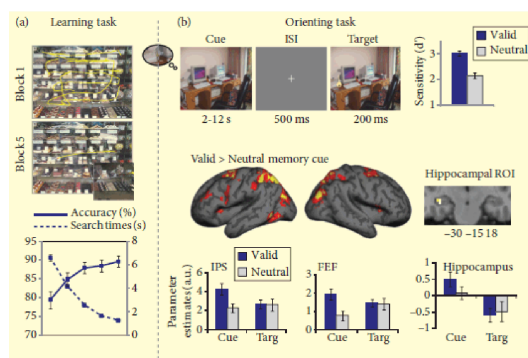 (a)
Learning task
Block 1
Block 5
Accuracy (%)
Search times (s)
95
90
85
80
75
70
8
6
4
2
0
(b)
Orienting task
Cue
ISI
Target
2-12 s
500 ms
200 ms
Sensitivity (d')
3
2
1
Valid
Neutral
Valid > Neutral memory cue
Hippocampal ROI
−30 −15 18
Parameter
estimates (a.u.)
IPS
Valid
Neutral
5
4
3
2
1
0
Cue
Targ
FEF
3
2
1
0
Cue
Targ
Hippocampus
1
0.5
0
−0.5
−1
Cue
Targ